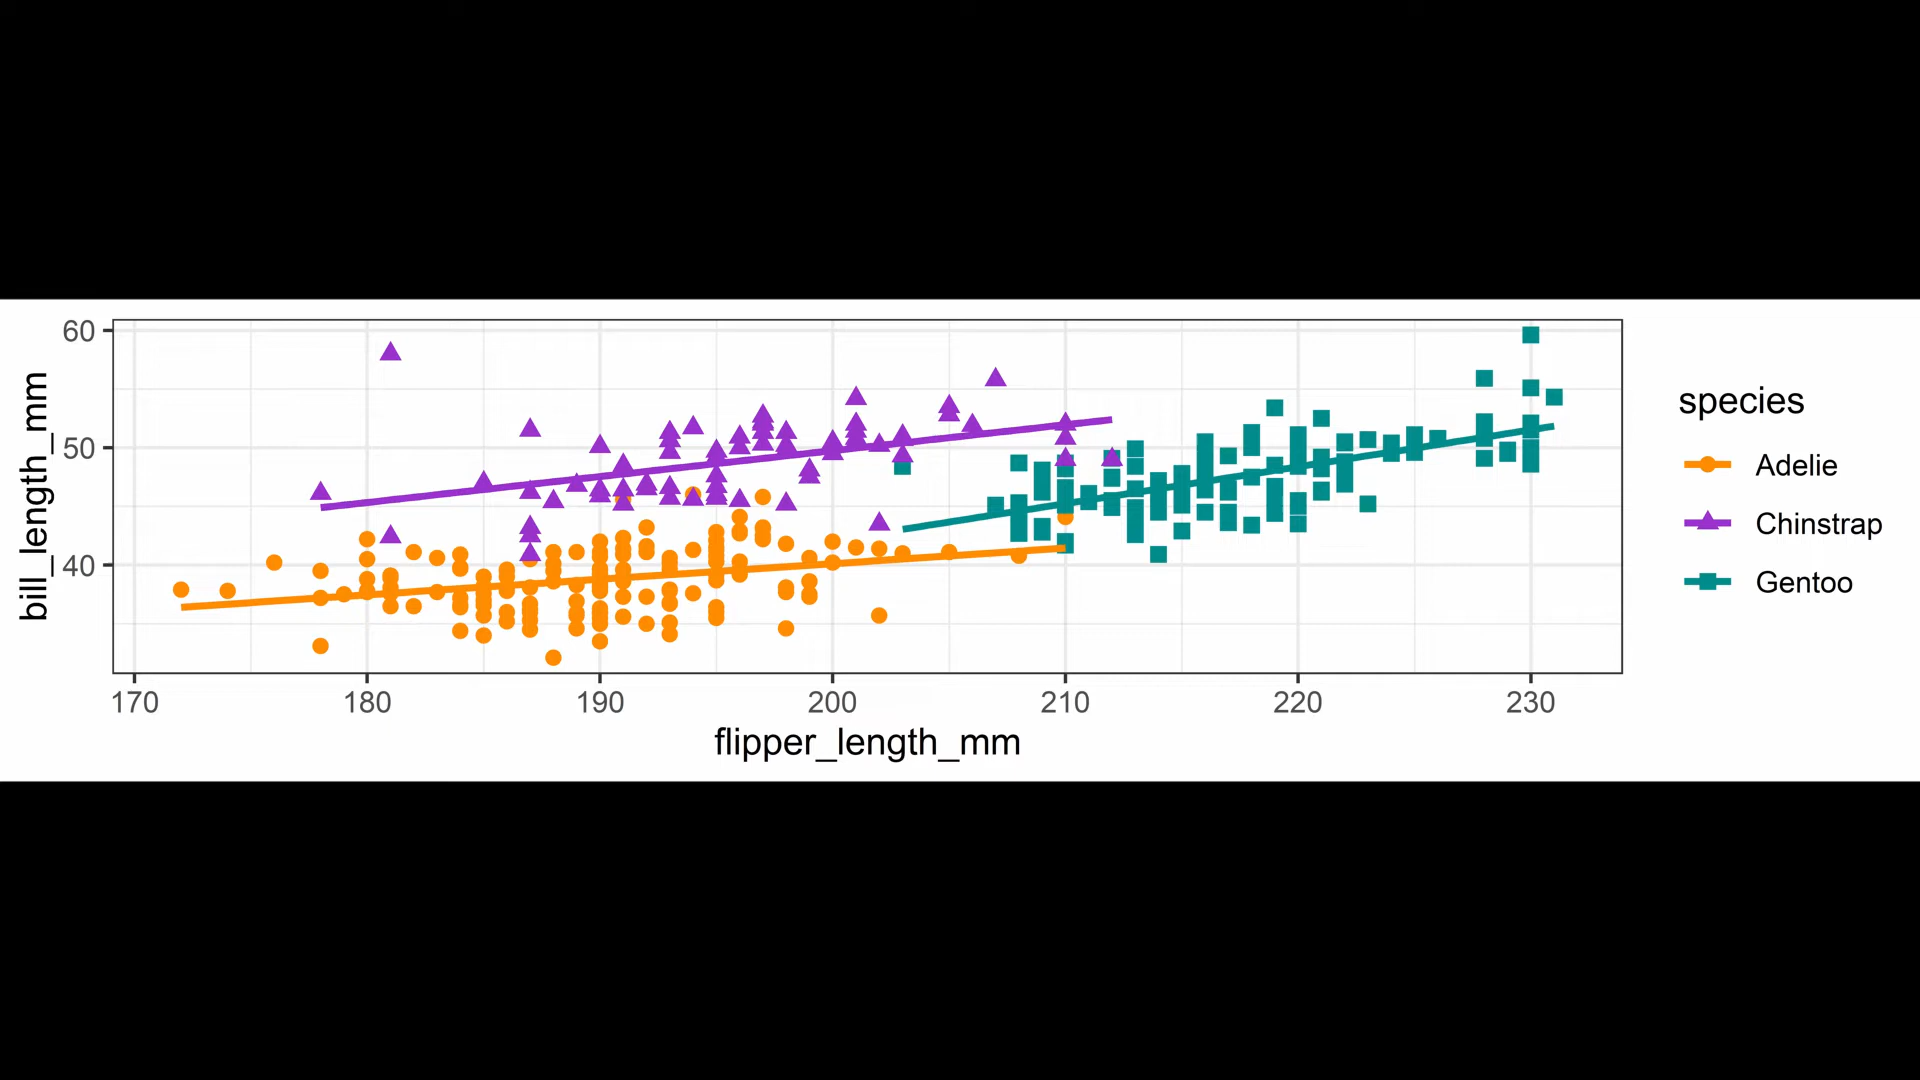 60
50
40
bill_length_mm
170 180 190 200 210 220 230
flipper_length_mm
species
Adelie
Chinstrap
Gentoo